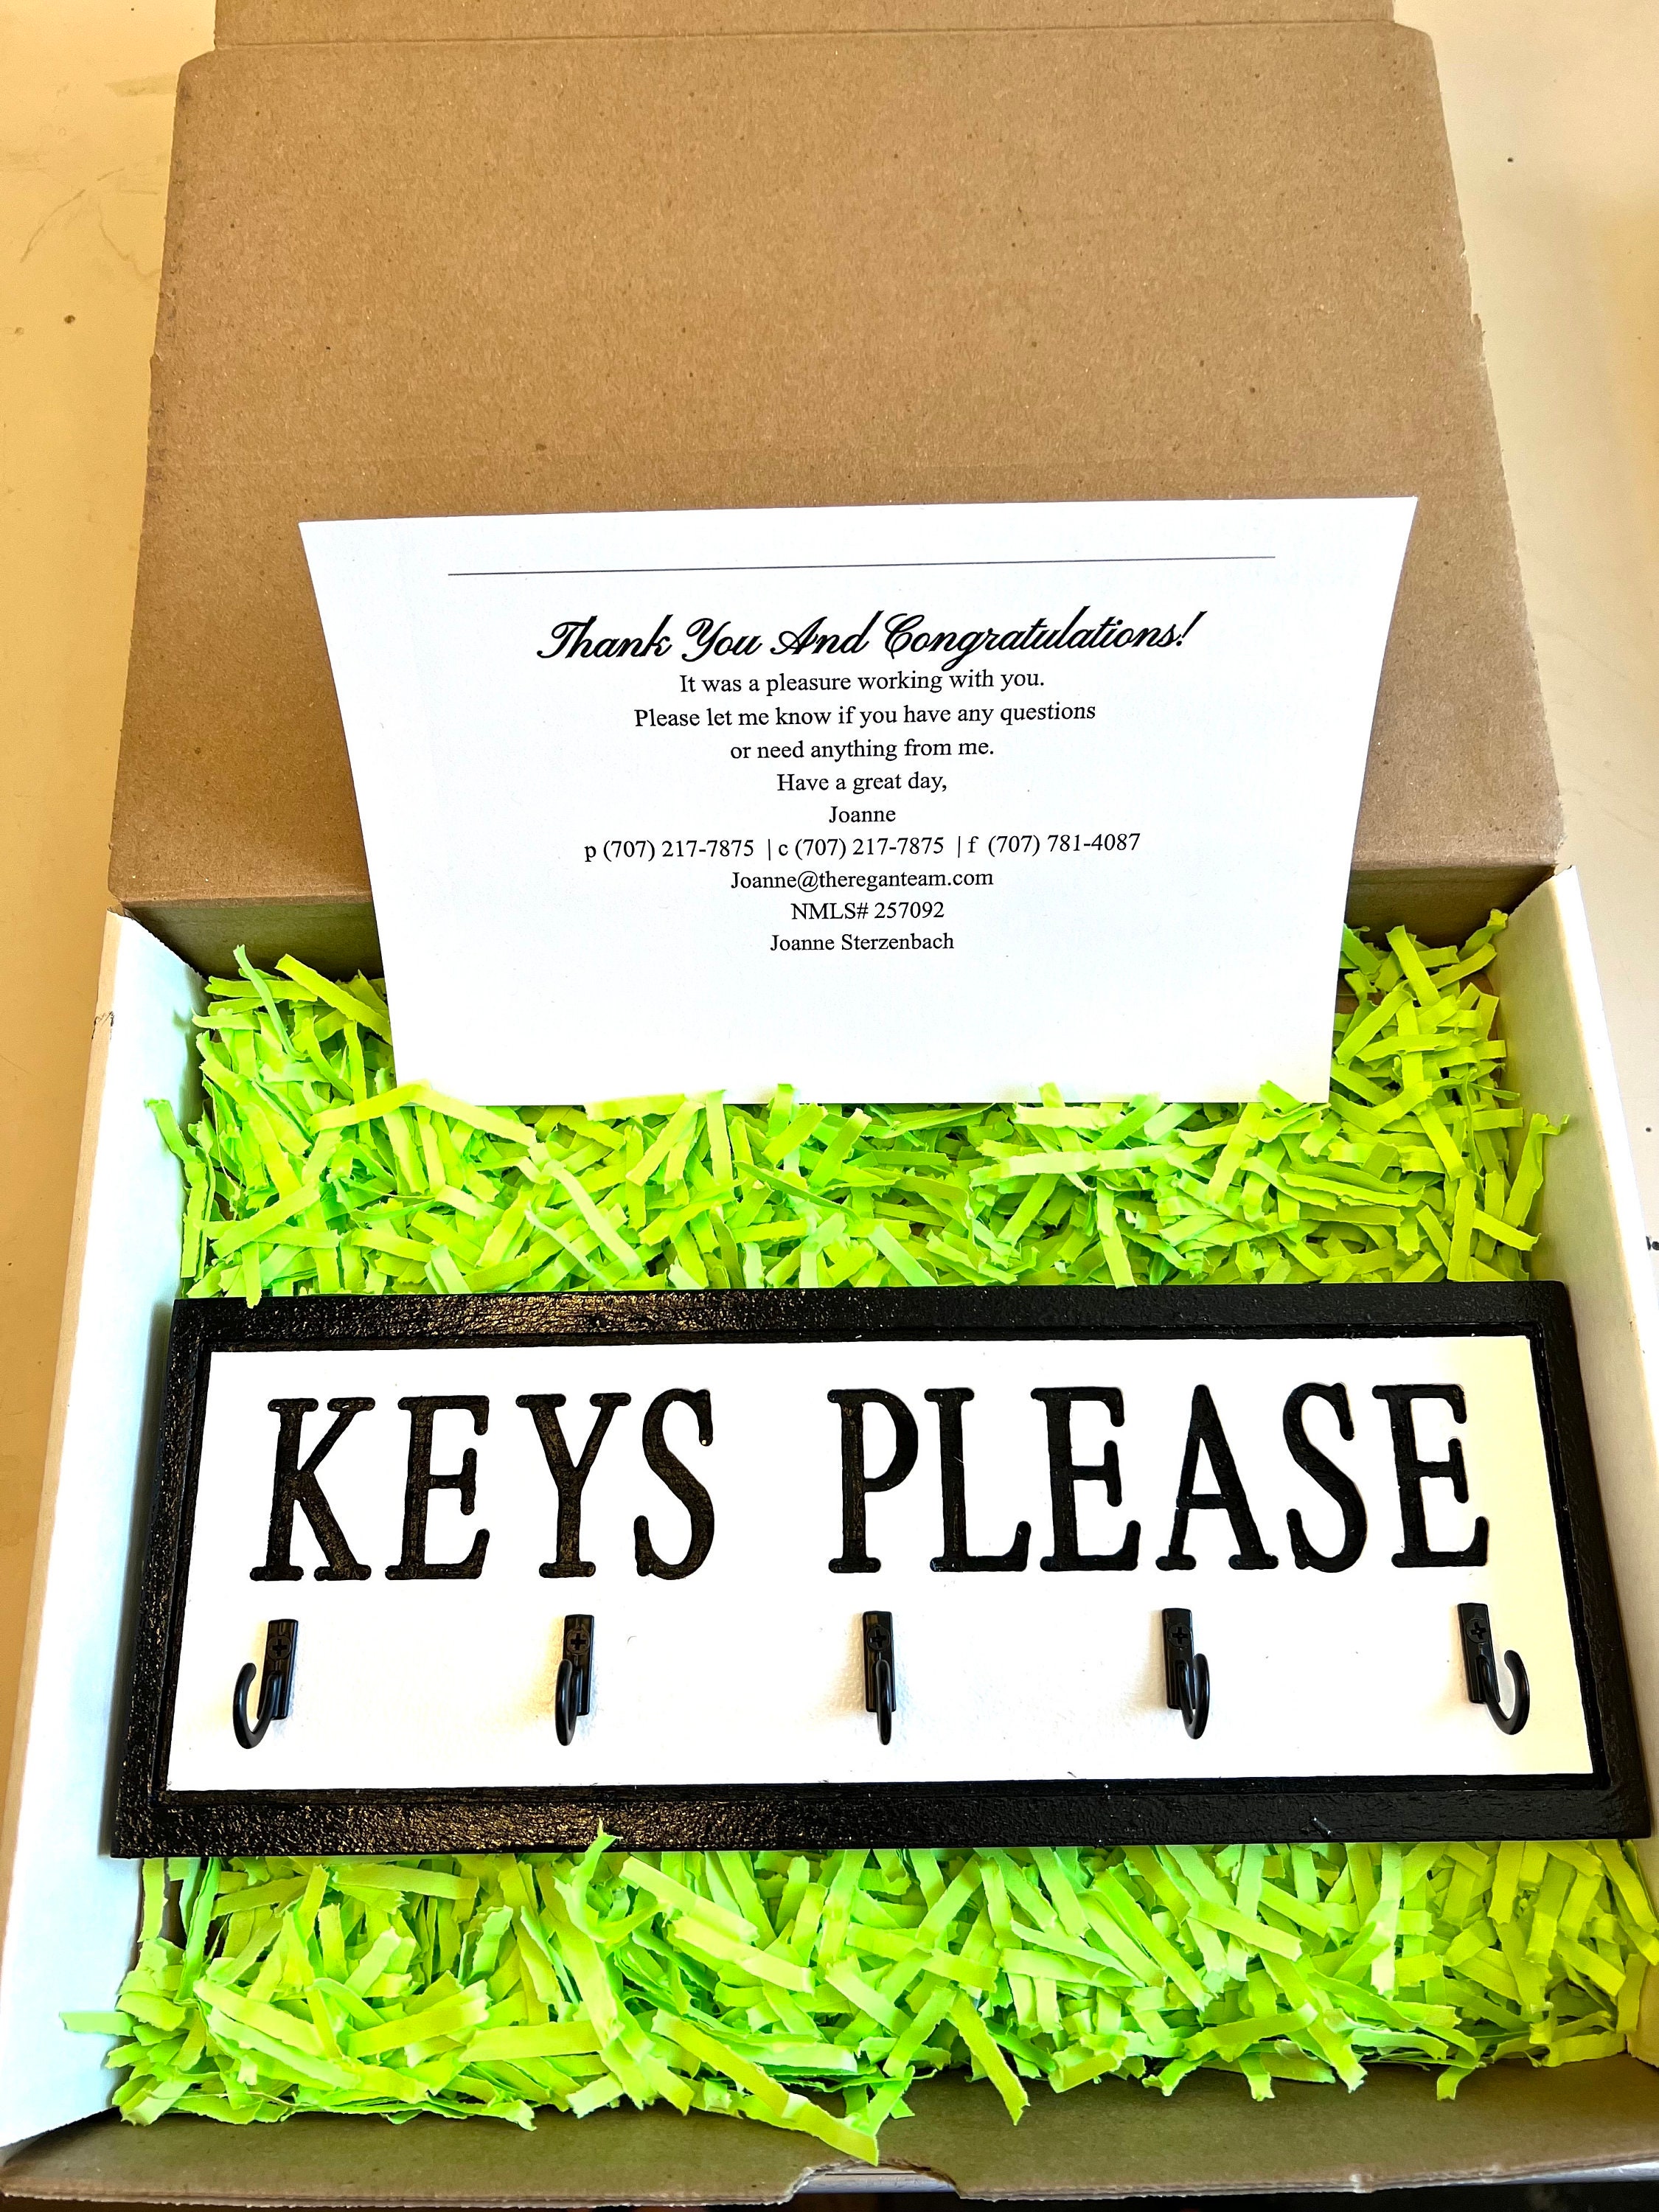 Thank You And Congratulations!
It was a pleasure working with you.
Please let me know if you have any questions
or need anything from me.
Have a great day,
Joanne
p (707) 217-7875 | c (707) 217-7875 | f (707) 781-4087
Joanne@thereganteam.com
NMLS# 257092
Joanne Sterzenbach
KEYS PLEASE